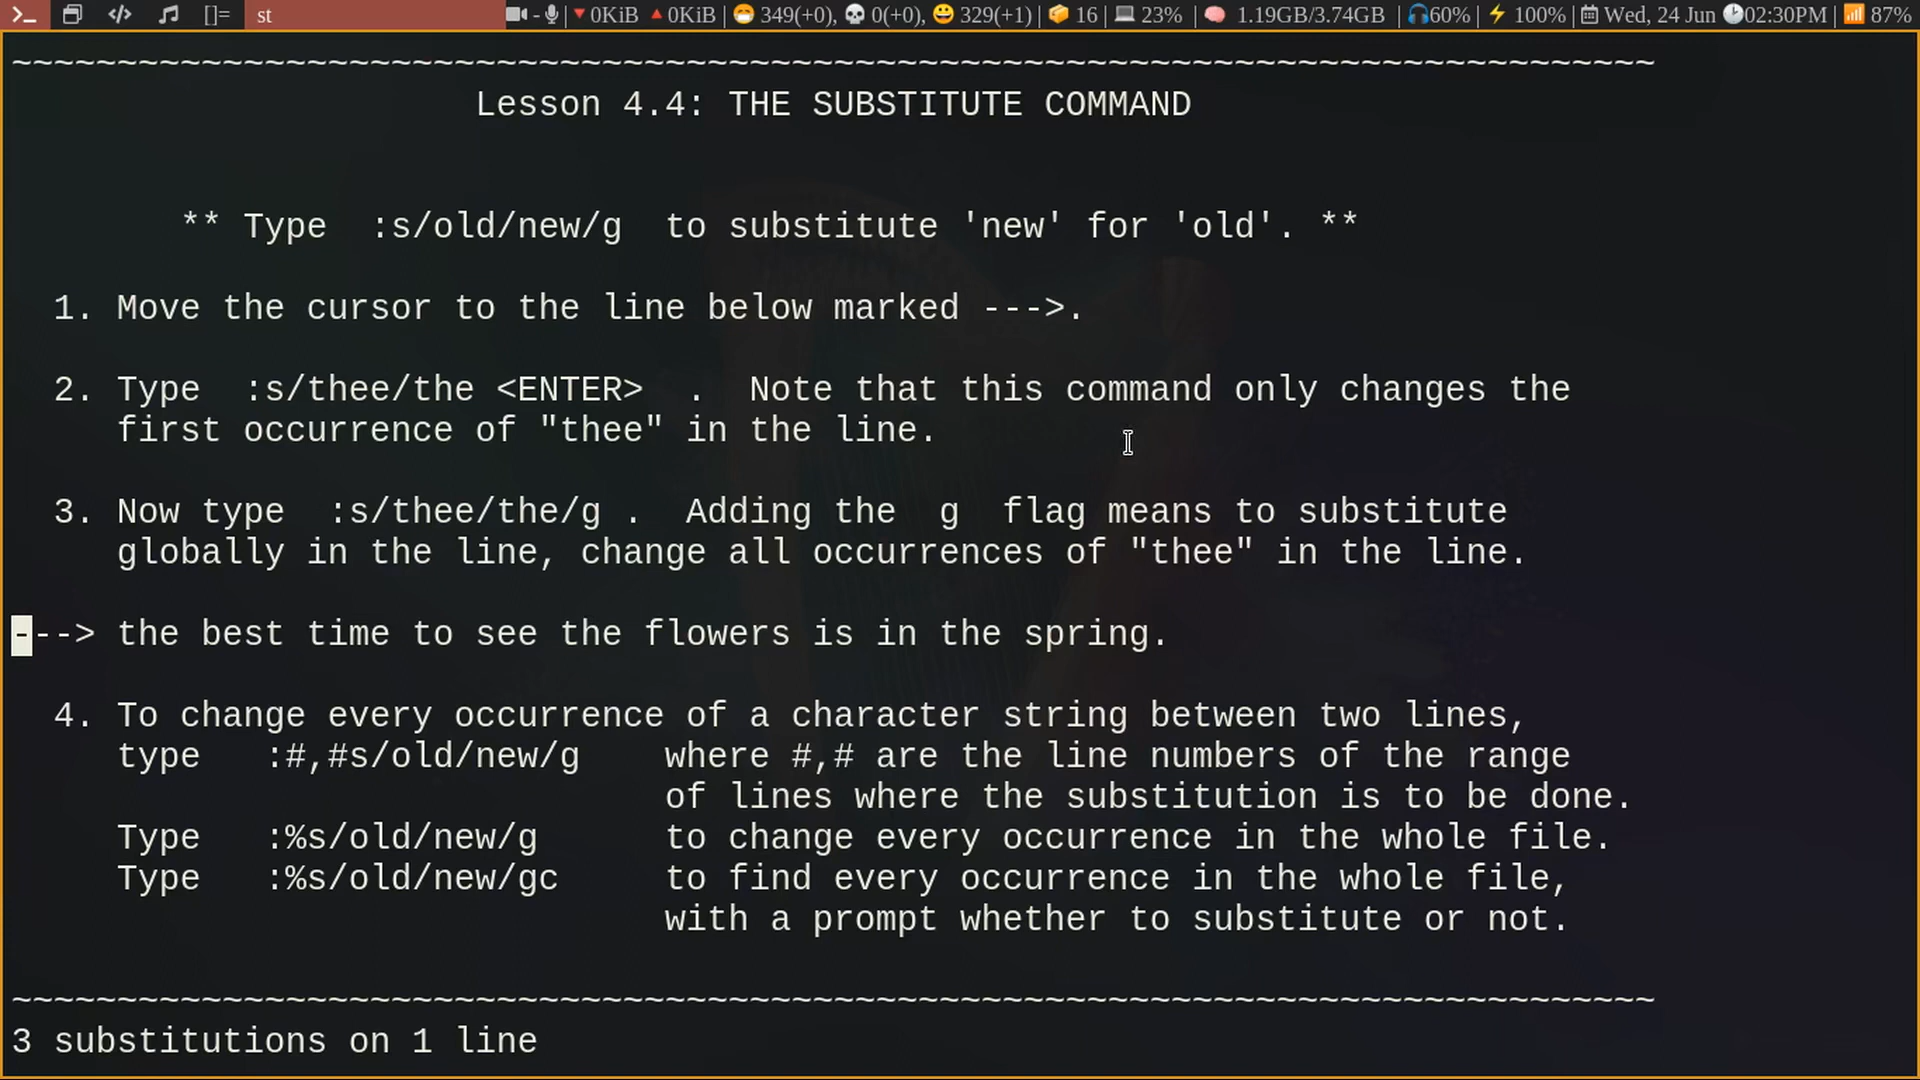 >_ </> []= st - 0KiB 0KiB | 349(+0), 0(+0), 329(+1) | 16 | 23% | 1.19GB/3.74GB | 60% | 100% | Wed, 24 Jun 02:30PM | 87%
~~~~~~~~~~~~~~~~~~~~~~~~~~~~~~~~~~~~~~~~~~~~~~~~~~~~~~~~~~~~~~~~~~~~~~~~~~~~~~
Lesson 4.4: THE SUBSTITUTE COMMAND
** Type  :s/old/new/g  to substitute 'new' for 'old'. **
1. Move the cursor to the line below marked --->.
2. Type  :s/thee/the <ENTER>  .  Note that this command only changes the
first occurrence of "thee" in the line.
3. Now type  :s/thee/the/g .  Adding the  g  flag means to substitute
globally in the line, change all occurrences of "thee" in the line.
---> the best time to see the flowers is in the spring.
4. To change every occurrence of a character string between two lines,
type   :#,#s/old/new/g    where #,# are the line numbers of the range
of lines where the substitution is to be done.
Type   :%s/old/new/g      to change every occurrence in the whole file.
Type   :%s/old/new/gc     to find every occurrence in the whole file,
with a prompt whether to substitute or not.
~~~~~~~~~~~~~~~~~~~~~~~~~~~~~~~~~~~~~~~~~~~~~~~~~~~~~~~~~~~~~~~~~~~~~~~~~~~~~~
3 substitutions on 1 line